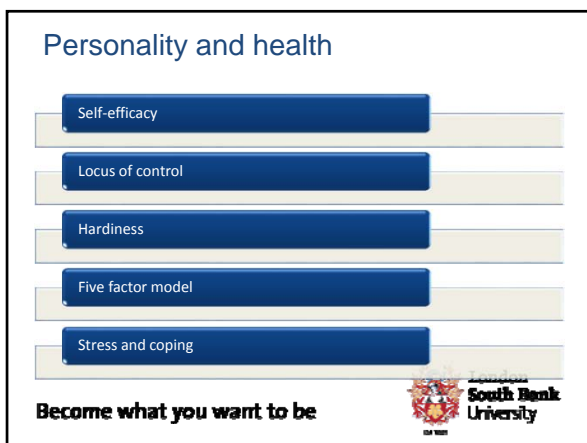 Personality and health
Self-efficacy
Locus of control
Hardiness
Five factor model
Stress and coping
Become what you want to be
London
South Bank
University